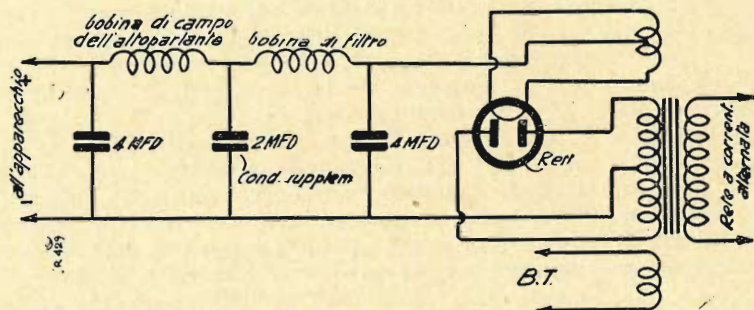 bobina di campo
dell'altoparlante
bobina di filtro
all'apparecchio
+
4 MFD
2MFD
4MFD
Cond. supplem
Rett
Rete a corrent.
alternata
B.T.
R 429